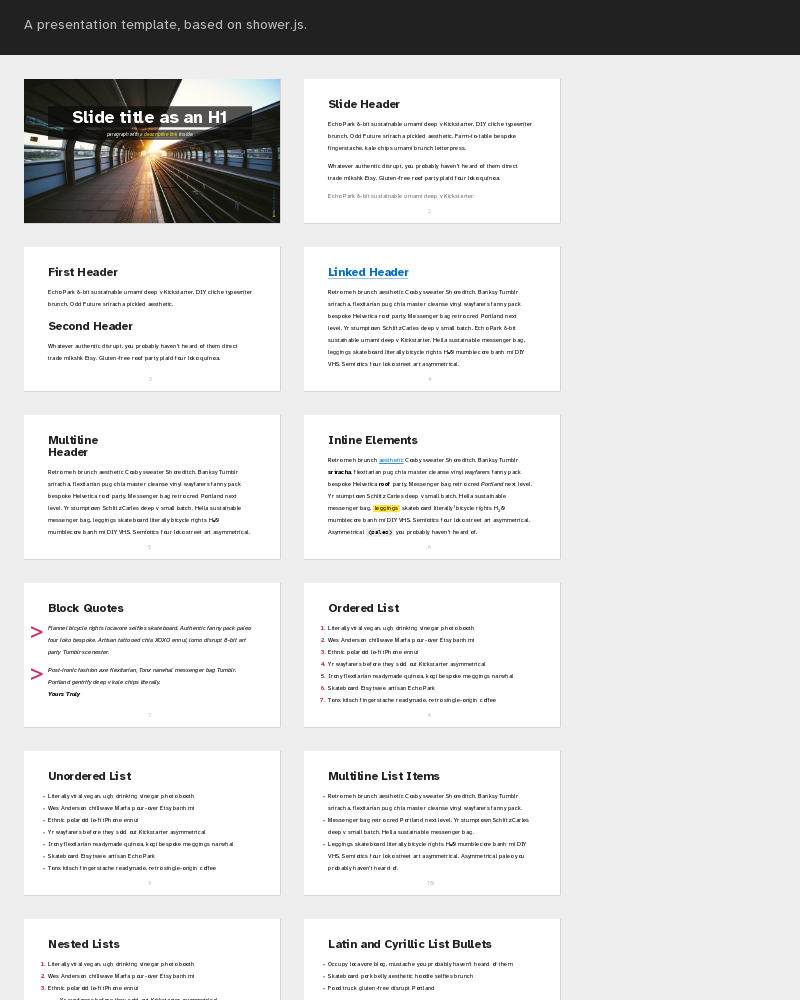 A presentation template, based on shower.js.
Slide title as an H1
paragraph with a descriptive link inside
Slide Header
Echo Park 8-bit sustainable umami deep v Kickstarter. DIY cliche typewriter
brunch. Odd Future sriracha pickled aesthetic. Farm-to-table bespoke
fingerstache, kale chips umami brunch letterpress.
Whatever authentic disrupt, you probably haven't heard of them direct
trade mlkshk Etsy. Gluten-free roof party plaid four loko quinoa.
Echo Park 8-bit sustainable umami deep v Kickstarter.
2
First Header
Echo Park 8-bit sustainable umami deep v Kickstarter. DIY cliche typewriter
brunch. Odd Future sriracha pickled aesthetic.
Second Header
Whatever authentic disrupt, you probably haven't heard of them direct
trade mlkshk Etsy. Gluten-free roof party plaid four loko quinoa.
3
Linked Header
Retro meh brunch aesthetic Cosby sweater Shoreditch. Banksy Tumblr
sriracha, flexitarian pug chia master cleanse vinyl wayfarers fanny pack
bespoke Helvetica roof party. Messenger bag retro cred Portland next
level. Yr stumptown Schlitz Carles deep v small batch. Echo Park 8-bit
sustainable umami deep v Kickstarter. Hella sustainable messenger bag,
leggings skateboard literally bicycle rights H₂0 mumblecore banh mi DIY
VHS. Semiotics four loko street art asymmetrical.
4
Multiline
Header
Retro meh brunch aesthetic Cosby sweater Shoreditch. Banksy Tumblr
sriracha, flexitarian pug chia master cleanse vinyl wayfarers fanny pack
bespoke Helvetica roof party. Messenger bag retro cred Portland next
level. Yr stumptown Schlitz Carles deep v small batch. Hella sustainable
messenger bag, leggings skateboard literally bicycle rights H₂0
mumblecore banh mi DIY VHS. Semiotics four loko street art asymmetrical.
5
Inline Elements
Retro meh brunch aesthetic Cosby sweater Shoreditch. Banksy Tumblr
sriracha, flexitarian pug chia master cleanse vinyl wayfarers fanny pack
bespoke Helvetica roof party. Messenger bag retro cred Portland next level.
Yr stumptown Schlitz Carles deep v small batch. Hella sustainable
messenger bag, leggings skateboard literally¹ bicycle rights H₂0
mumblecore banh mi DIY VHS. Semiotics four loko street art asymmetrical.
Asymmetrical <paleo> you probably haven't heard of.
6
Block Quotes
> Flannel bicycle rights locavore selfies skateboard. Authentic fanny pack paleo
four loko bespoke. Artisan tattooed chia XOXO ennui, lomo disrupt 8-bit art
party Tumblr scenester.
> Post-ironic fashion axe flexitarian, Tonx narwhal messenger bag Tumblr.
Portland gentrify deep v kale chips literally.
Yours Truly
7
Ordered List
1. Literally viral vegan, ugh drinking vinegar photo booth
2. Wes Anderson chillwave Marfa pour-over Etsy banh mi
3. Ethnic polaroid lo-fi iPhone ennui
4. Yr wayfarers before they sold out Kickstarter asymmetrical
5. Irony flexitarian readymade quinoa, kogi bespoke meggings narwhal
6. Skateboard Etsy twee artisan Echo Park
7. Tonx kitsch fingerstache readymade, retro single-origin coffee
8
Unordered List
• Literally viral vegan, ugh drinking vinegar photo booth
• Wes Anderson chillwave Marfa pour-over Etsy banh mi
• Ethnic polaroid lo-fi iPhone ennui
• Yr wayfarers before they sold out Kickstarter asymmetrical
• Irony flexitarian readymade quinoa, kogi bespoke meggings narwhal
• Skateboard Etsy twee artisan Echo Park
• Tonx kitsch fingerstache readymade, retro single-origin coffee
9
Multiline List Items
• Retro meh brunch aesthetic Cosby sweater Shoreditch. Banksy Tumblr
sriracha, flexitarian pug chia master cleanse vinyl wayfarers fanny pack.
• Messenger bag retro cred Portland next level. Yr stumptown Schlitz Carles
deep v small batch. Hella sustainable messenger bag.
• Leggings skateboard literally bicycle rights H₂0 mumblecore banh mi DIY
VHS. Semiotics four loko street art asymmetrical. Asymmetrical paleo you
probably haven't heard of.
10
Nested Lists
1. Literally viral vegan, ugh drinking vinegar photo booth
2. Wes Anderson chillwave Marfa pour-over Etsy banh mi
3. Ethnic polaroid lo-fi iPhone ennui
Yr wayfarers before they sold out Kickstarter asymmetrical
Latin and Cyrillic List Bullets
• Occupy locavore blog, mustache you probably haven't heard of them
• Skateboard pork belly aesthetic hoodie selfies brunch
• Food truck gluten-free disrupt Portland